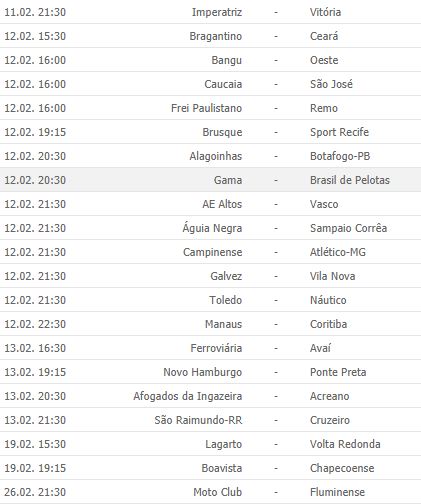 11.02. 21:30 Imperatriz - Vitória
12.02. 15:30 Bragantino - Ceará
12.02. 16:00 Bangu - Oeste
12.02. 16:00 Caucaia - São José
12.02. 16:00 Frei Paulistano - Remo
12.02. 19:15 Brusque - Sport Recife
12.02. 20:30 Alagoinhas - Botafogo-PB
12.02. 20:30 Gama - Brasil de Pelotas
12.02. 21:30 AE Altos - Vasco
12.02. 21:30 Águia Negra - Sampaio Corrêa
12.02. 21:30 Campinense - Atlético-MG
12.02. 21:30 Galvez - Vila Nova
12.02. 21:30 Toledo - Náutico
12.02. 22:30 Manaus - Coritiba
13.02. 16:30 Ferroviária - Avaí
13.02. 19:15 Novo Hamburgo - Ponte Preta
13.02. 20:30 Afogados da Ingazeira - Acreano
13.02. 21:30 São Raimundo-RR - Cruzeiro
19.02. 15:30 Lagarto - Volta Redonda
19.02. 19:15 Boavista - Chapecoense
26.02. 21:30 Moto Club - Fluminense